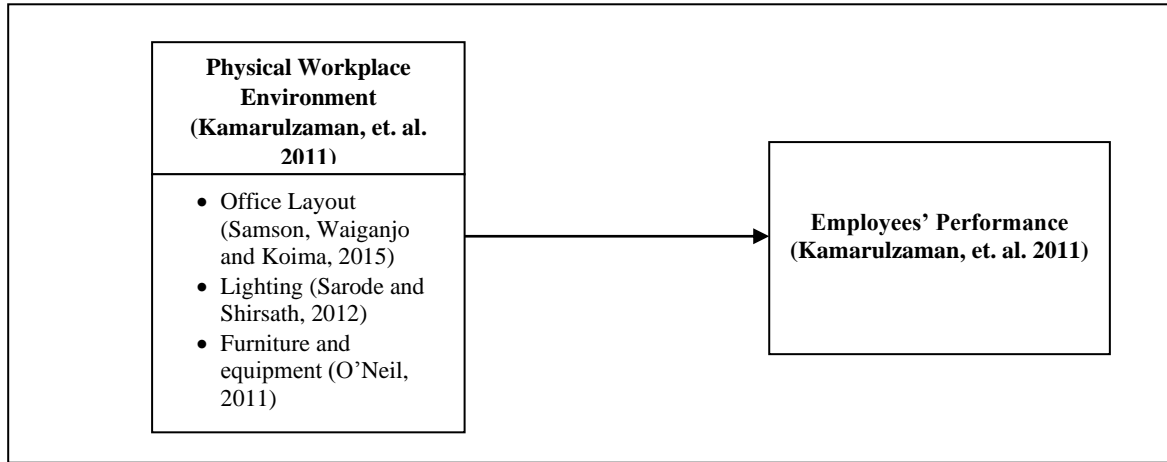 Physical Workplace
Environment
(Kamarulzaman, et. al.
2011)
• Office Layout
(Samson, Waiganjo
and Koima, 2015)
• Lighting (Sarode and
Shirsath, 2012)
• Furniture and
equipment (O’Neil,
2011)
Employees’ Performance
(Kamarulzaman, et. al. 2011)